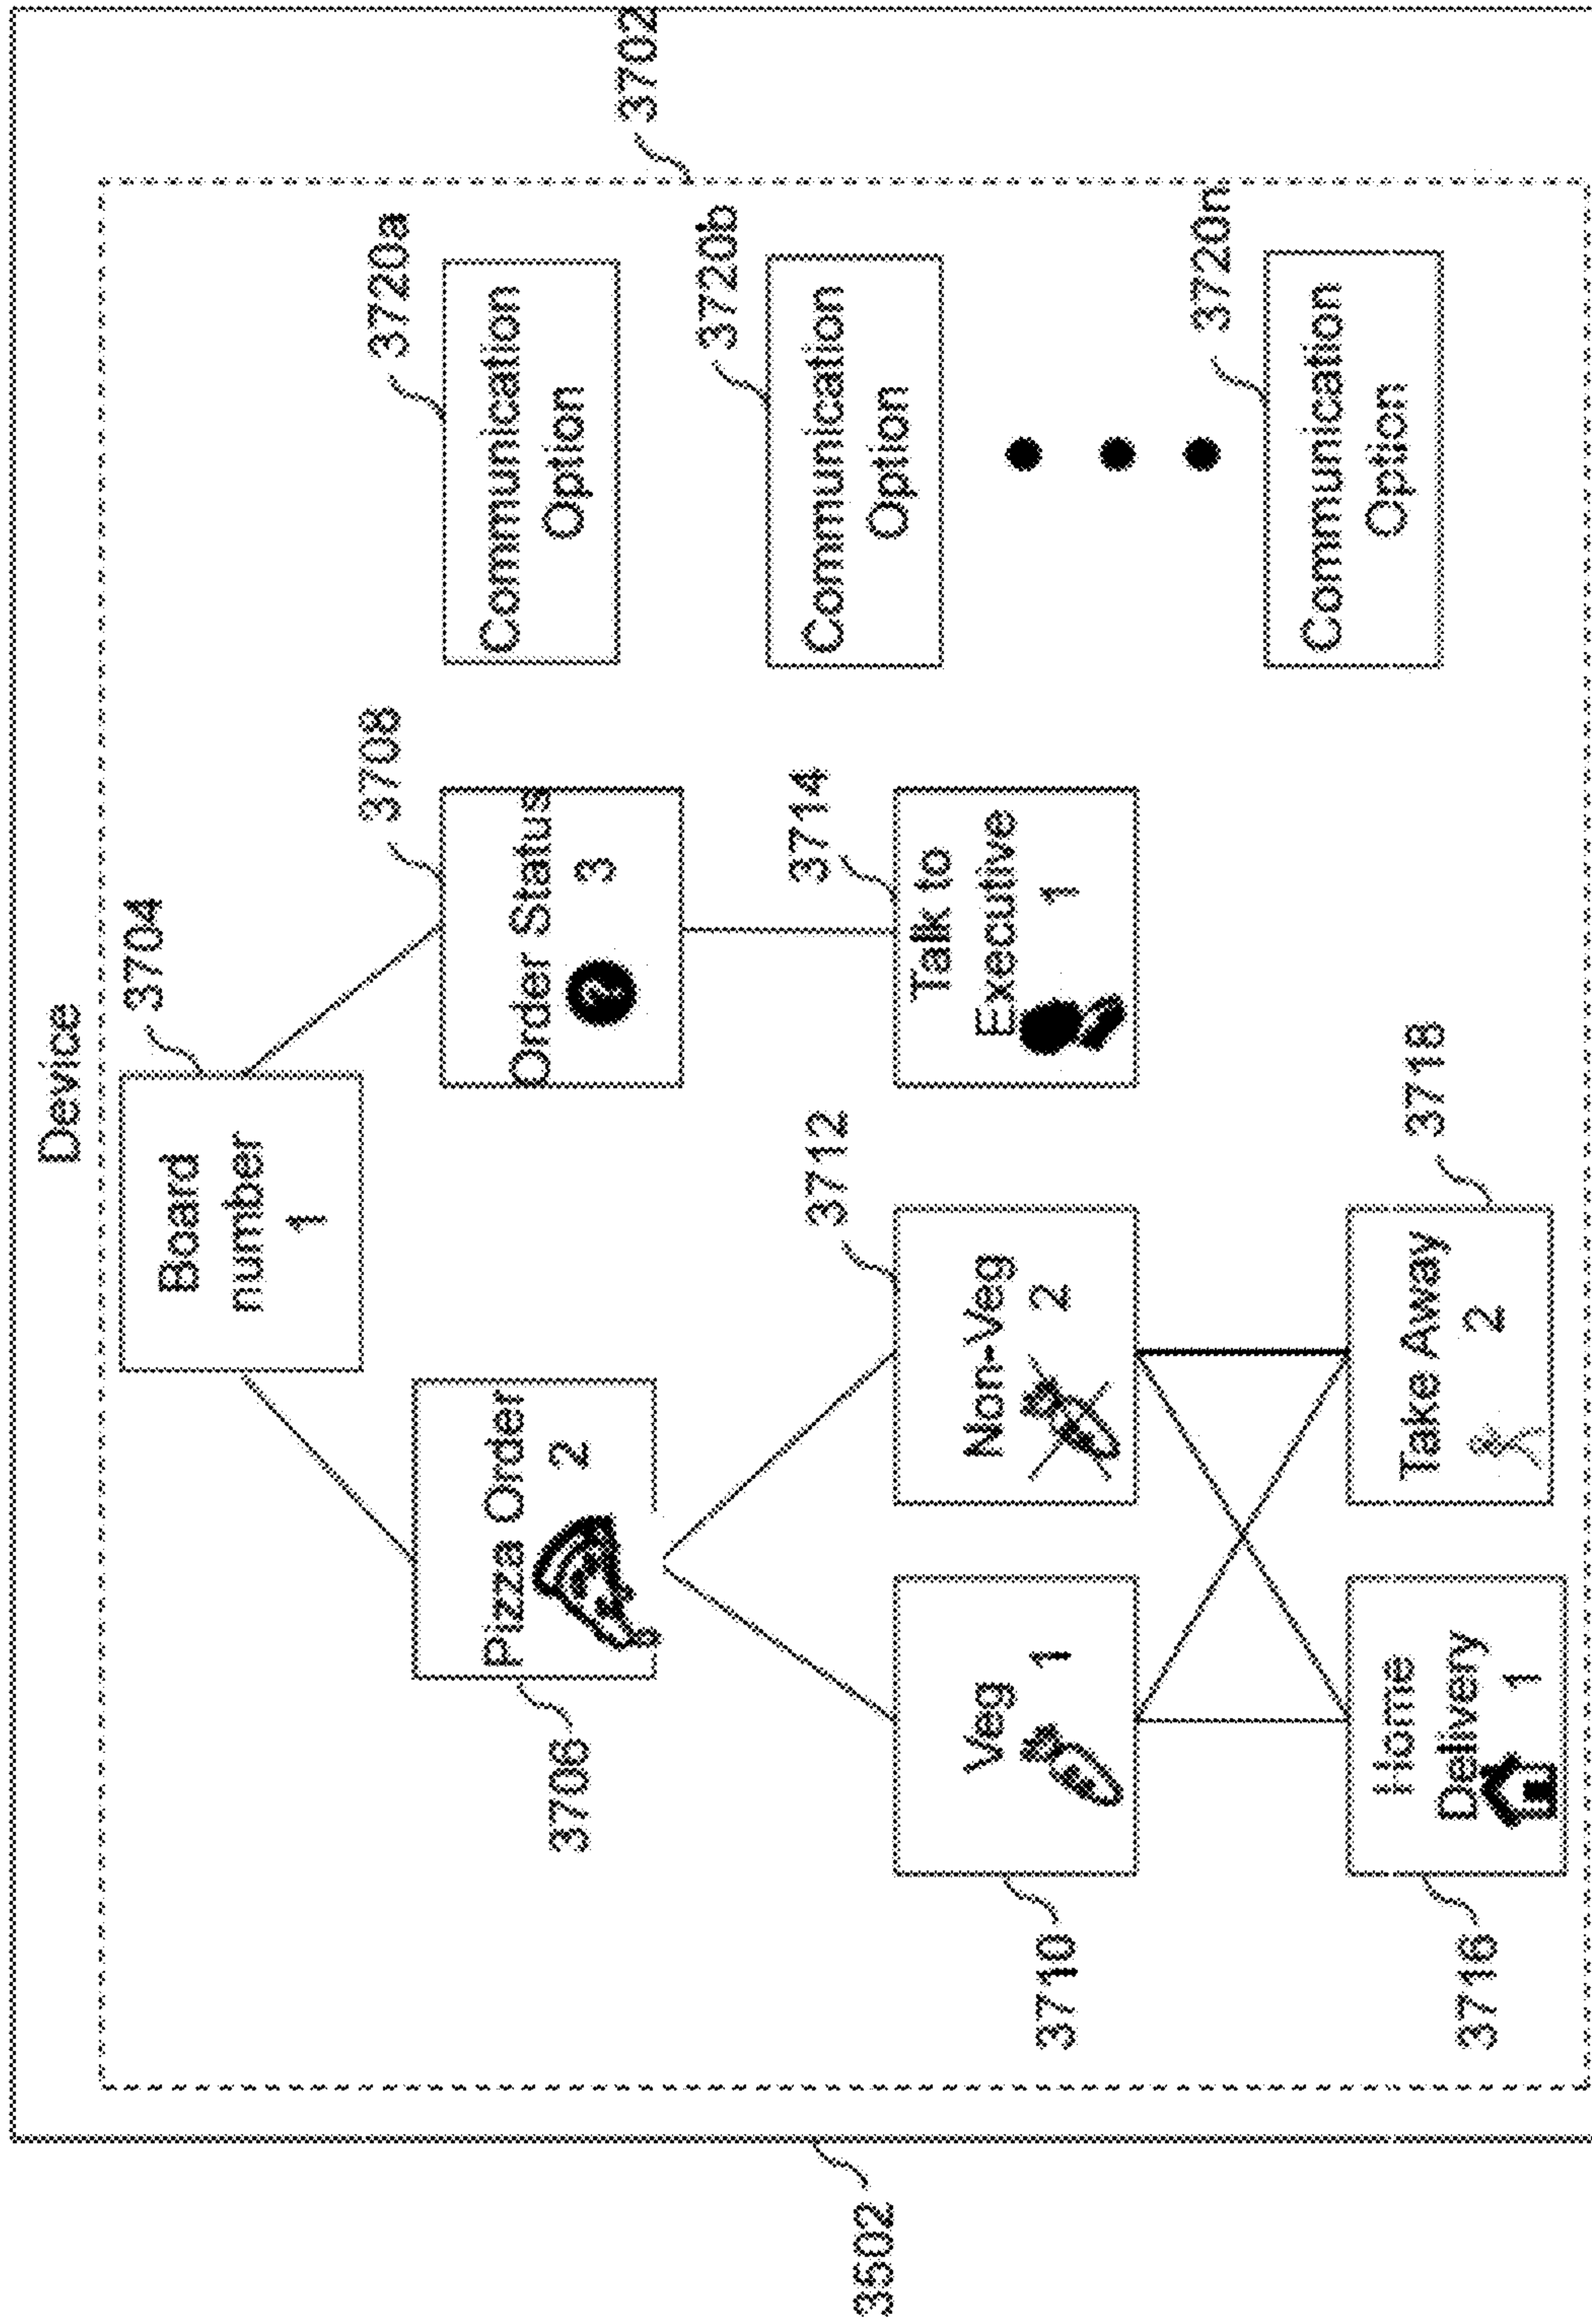 Device
3704
Board
number
1
3702
3706
Pizza Order
2
3708
Order Status
3
3720a
Communication
Option
3720b
Communication
Option
3710
Veg
1
3712
Non-Veg
2
3714
Talk to
Executive
1
3720n
Communication
Option
3716
Home
Delivery
1
3718
Take Away
2
3502